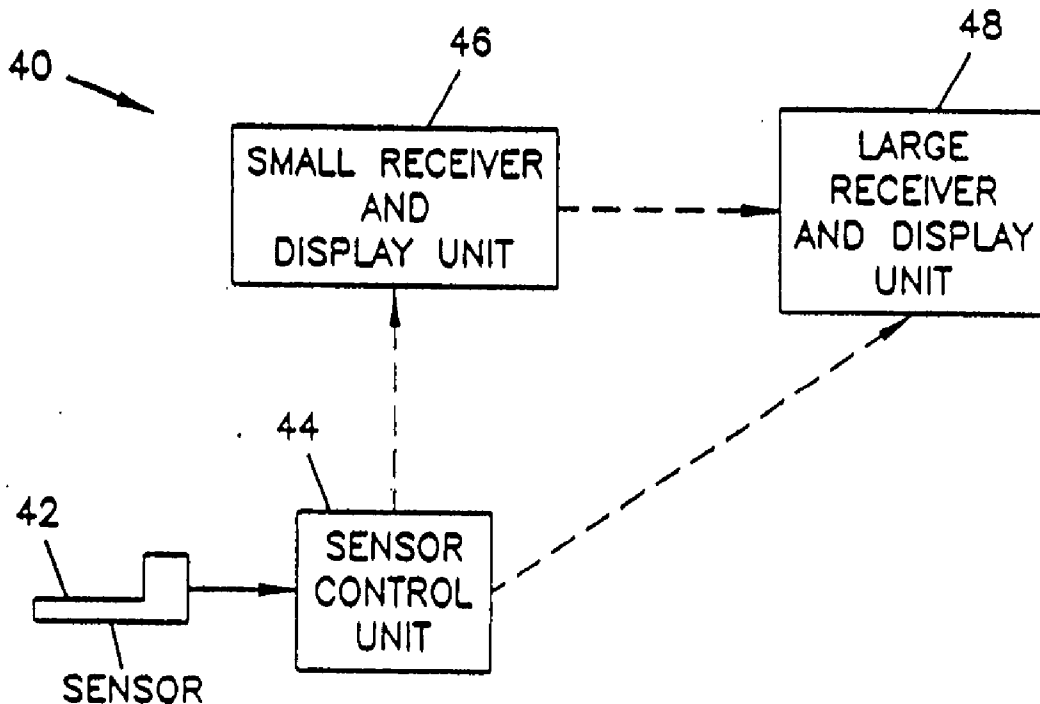 40
46
48
SMALL RECEIVER
AND
DISPLAY UNIT
LARGE
RECEIVER
AND DISPLAY
UNIT
44
42
SENSOR
CONTROL
UNIT
SENSOR